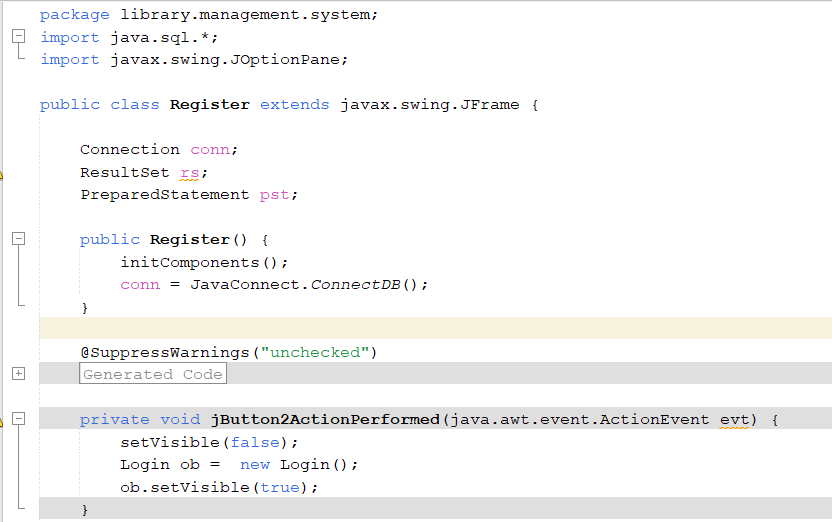 package library.management.system;
import java.sql.*;
import javax.swing.JOptionPane;
public class Register extends javax.swing.JFrame {
Connection conn;
ResultSet rs;
PreparedStatement pst;
public Register() {
initComponents();
conn = JavaConnect.ConnectDB();
}
@SuppressWarnings("unchecked")
Generated Code
private void jButton2ActionPerformed(java.awt.event.ActionEvent evt) {
setVisible(false);
Login ob =  new Login();
ob.setVisible(true);
}